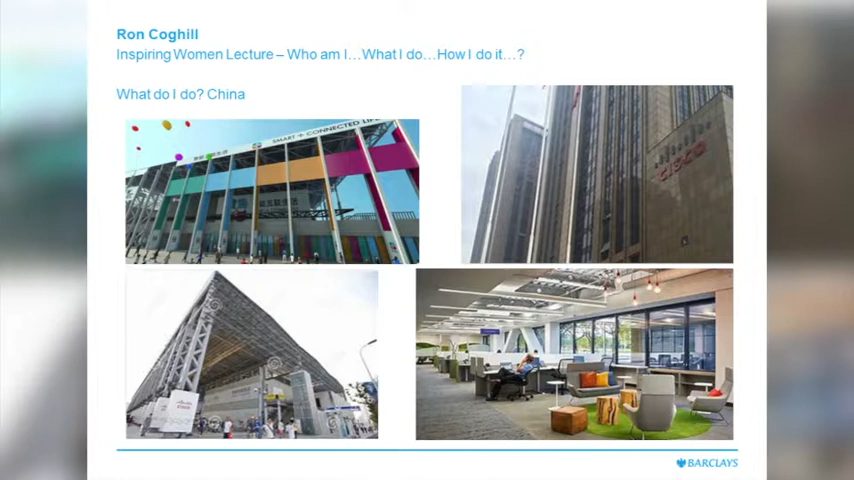 Ron Coghill
Inspiring Women Lecture – Who am I…What I do…How I do it…?
What do I do? China
SMART + CONNECTED LIFE
CISCO
BARCLAYS